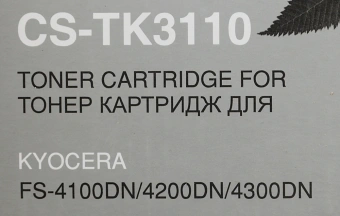 CS-TK3110
TONER CARTRIDGE FOR
ТОНЕР КАРТРИДЖ ДЛЯ
KYOCERA
FS-4100DN/4200DN/4300DN